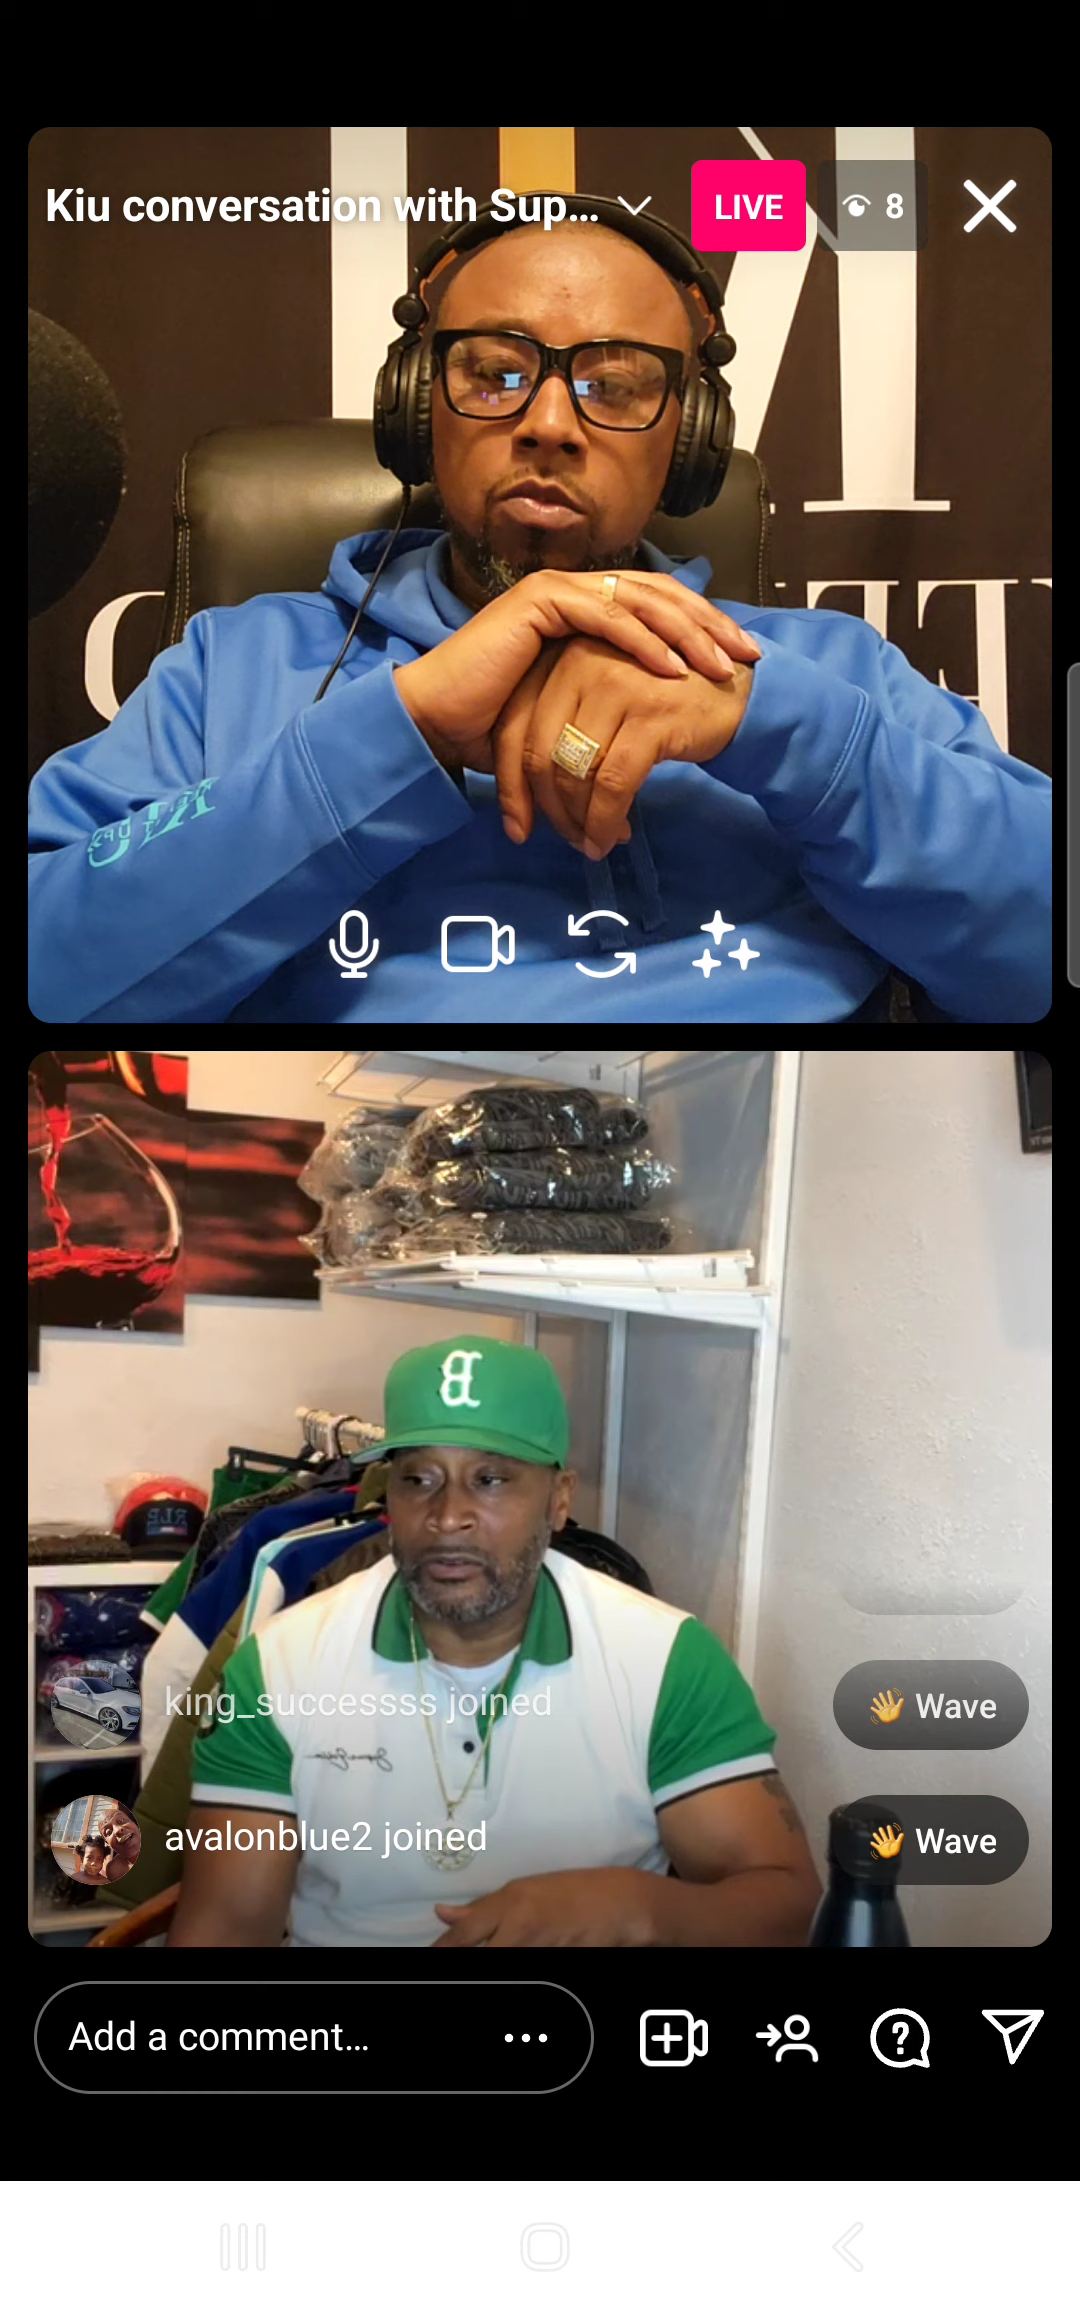 Kiu conversation with Sup...
LIVE
8
B
king_successss joined
Wave
avalonblue2 joined
Wave
Add a comment...